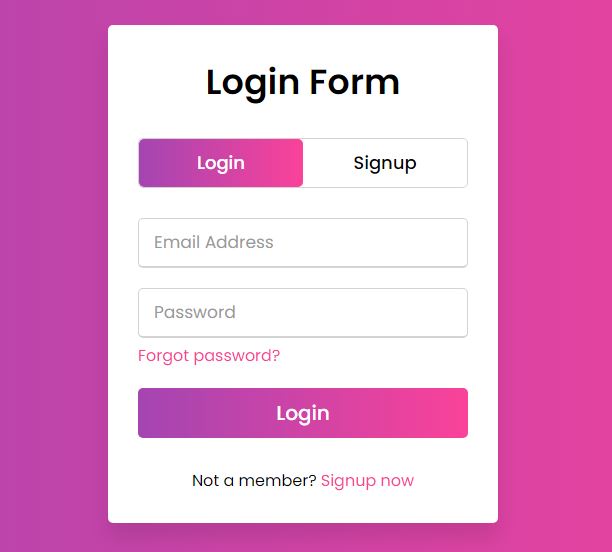 Login Form
Login Signup
Email Address
Password
Forgot password?
Login
Not a member? Signup now